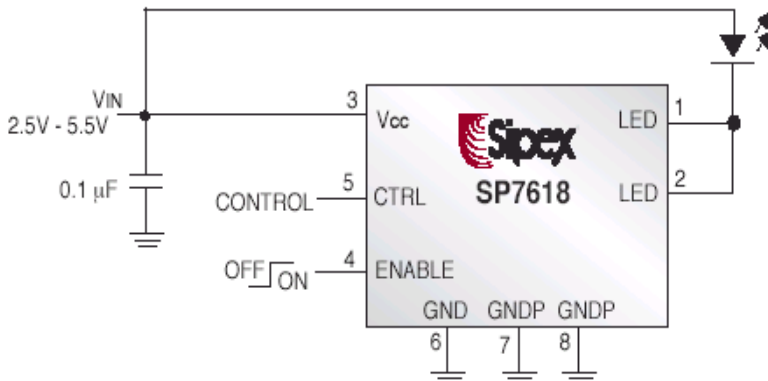 VIN
2.5V - 5.5V
0.1 µF
3
Vcc
Sipex
SP7618
LED
1
LED
2
CONTROL
5
CTRL
OFF
ON
4
ENABLE
GND
GNDP
GNDP
6
7
8